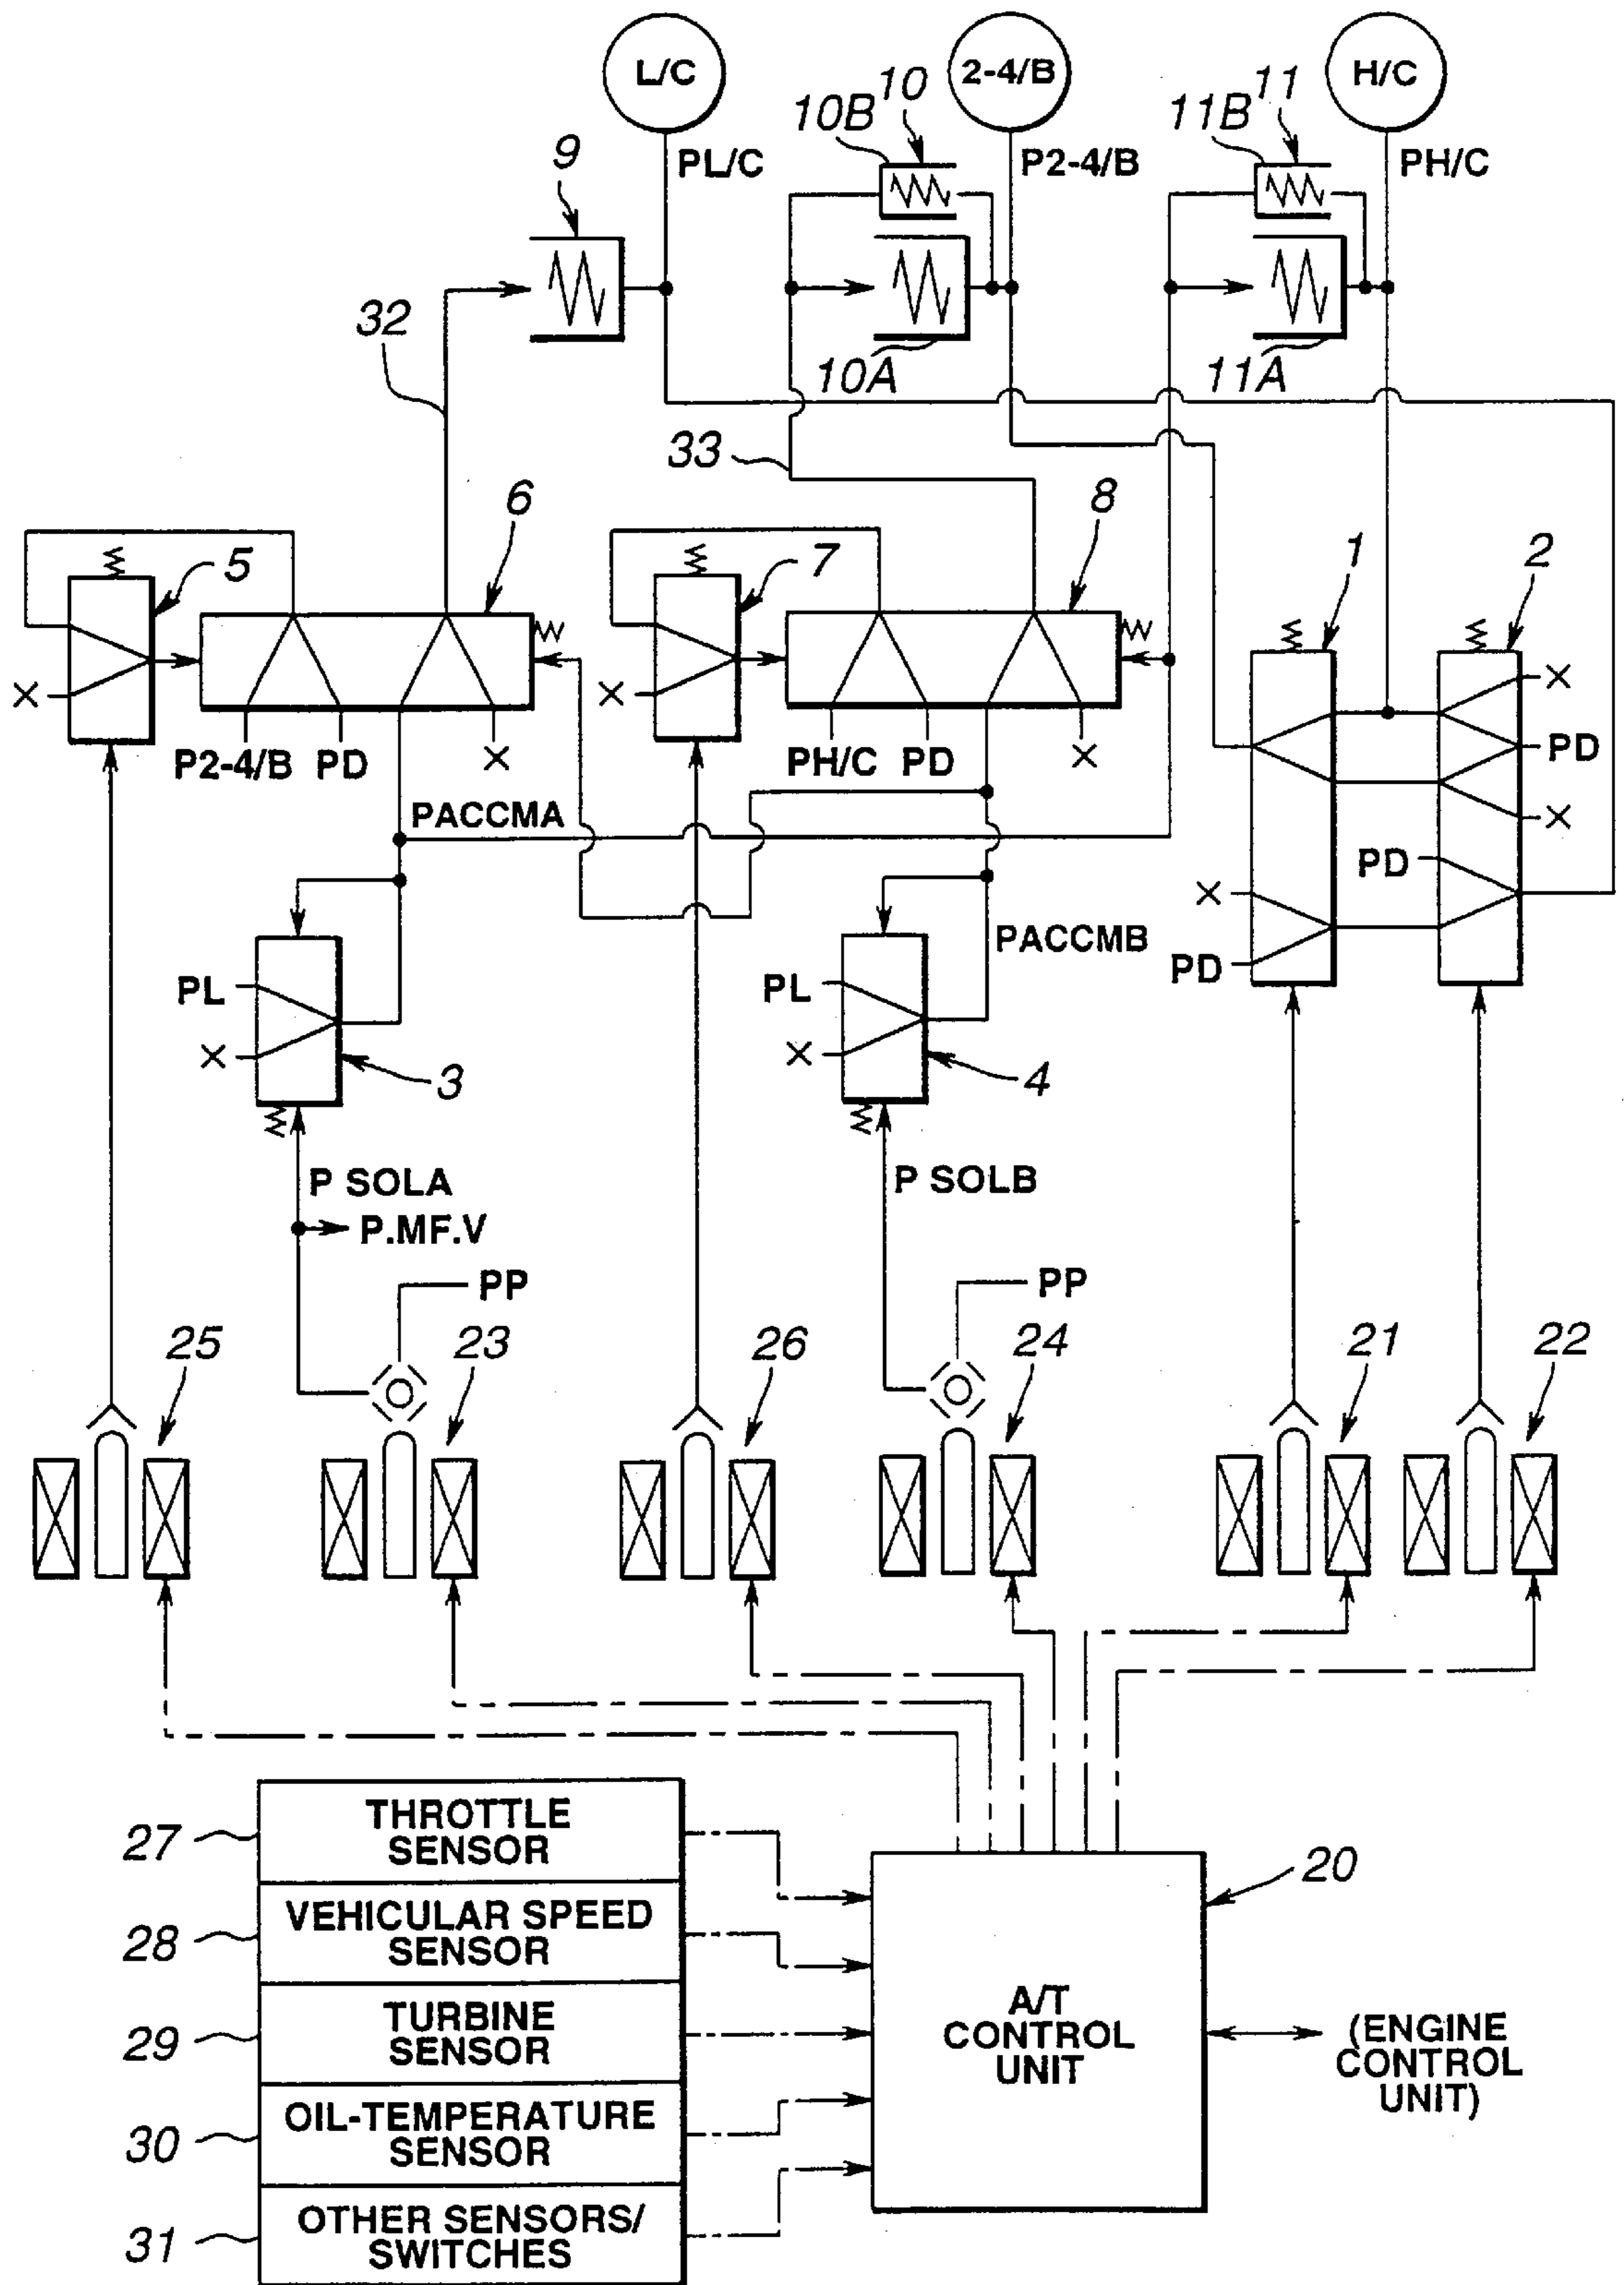 L/C 2-4/B H/C
10B 10 11B 11
9 PL/C P2-4/B PH/C
32 10A 11A
33
6 8
5 7 1 2
X X X
P2-4/B PD X PH/C PD X PD
PACCMA X
PD
X
PACCMB
PL PL PD
X X
3 4
P SOLA P SOLB
P.MF.V
PP PP
25 23 26 24 21 22
27 THROTTLE
SENSOR
28 VEHICULAR SPEED
SENSOR
29 TURBINE
SENSOR
30 OIL-TEMPERATURE
SENSOR
31 OTHER SENSORS/
SWITCHES
20
A/T
CONTROL
UNIT
(ENGINE
CONTROL
UNIT)